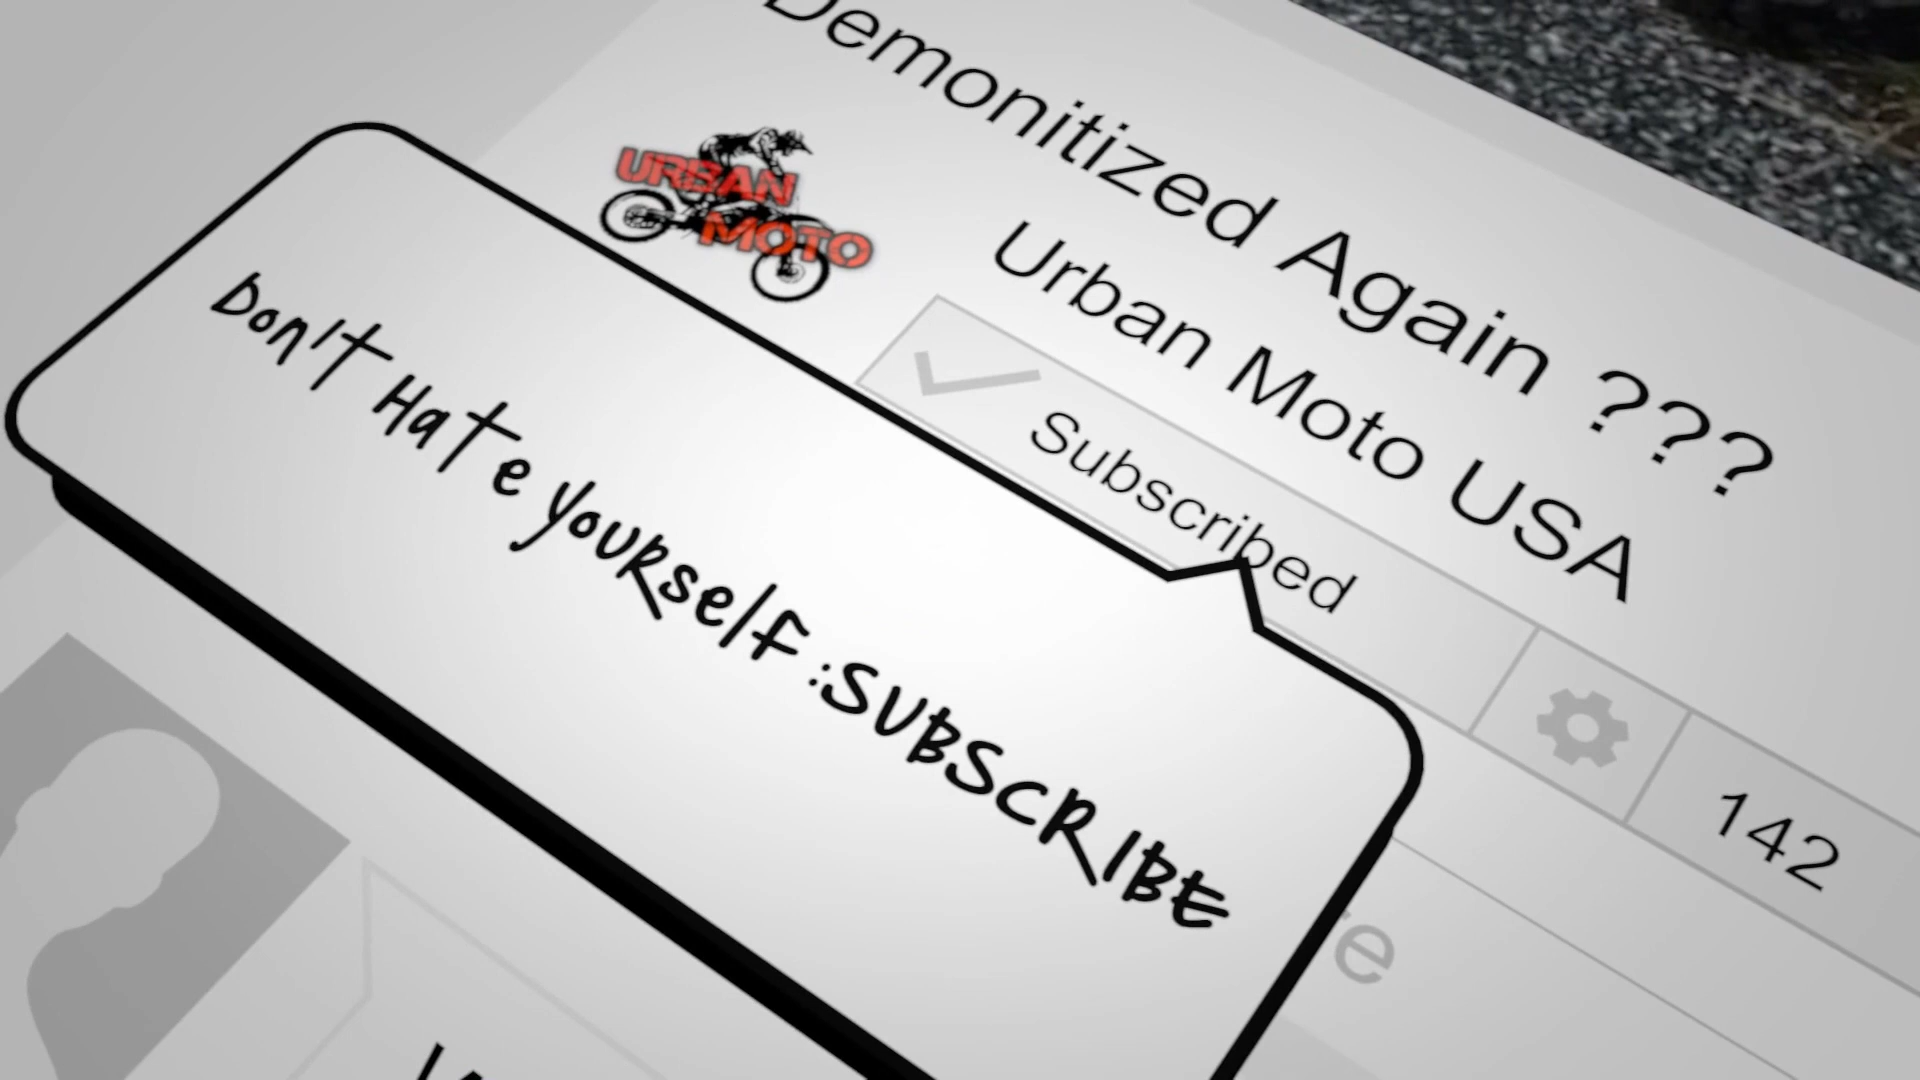 Demonitized Again ???
URBAN
MOTO
Urban Moto USA
Subscribed
142
Don't Hate yourself :SUBSCRIBE